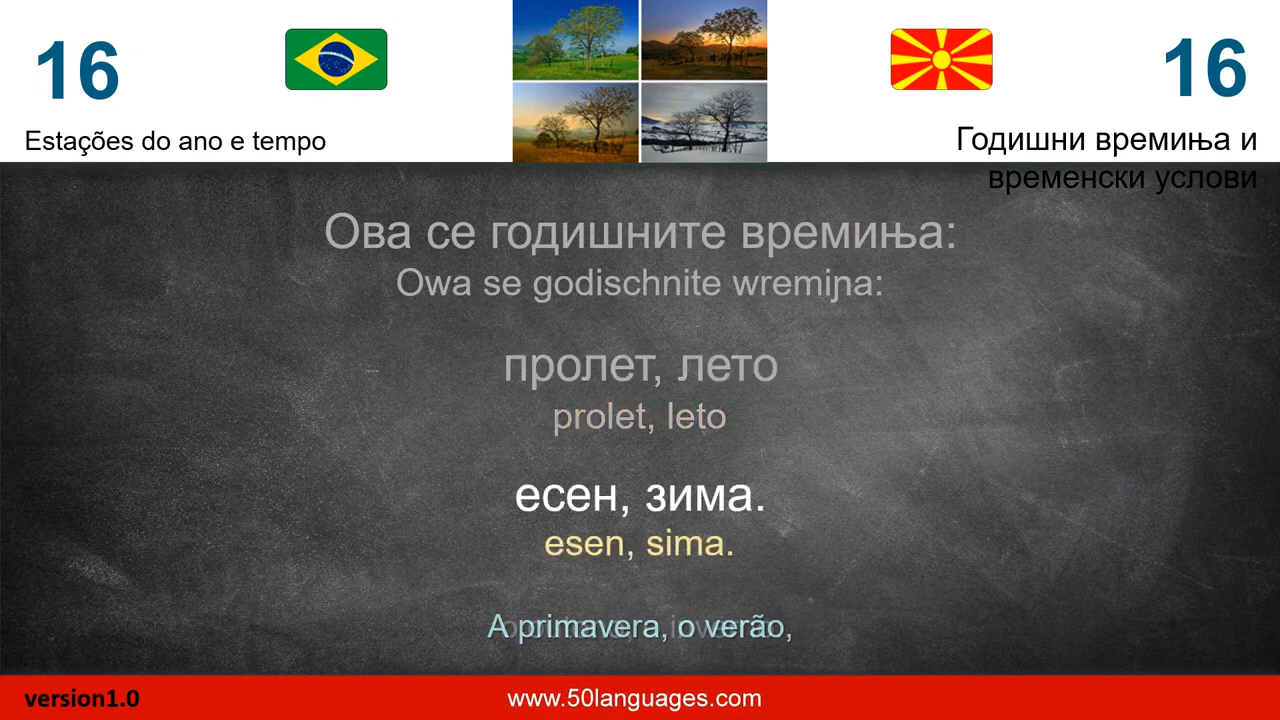 16
16
Estações do ano e tempo
Годишни времиња и
временски услови
Ова се годишните времиња:
Owa se godischnite wremiɲa:
пролет, лето
prolet, leto
есен, зима.
esen, sima.
A primavera, o verão,
version1.0
www.50languages.com